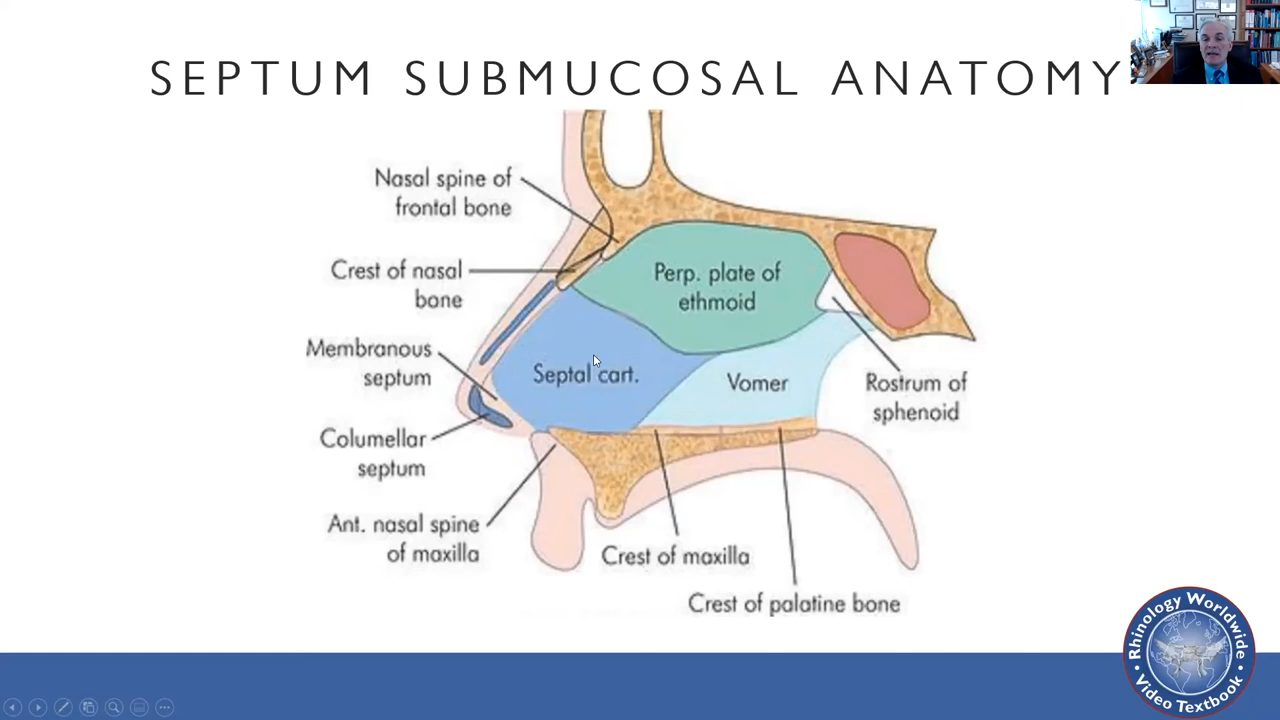 SEPTUM SUBMUCOSAL ANATOMY
Nasal spine of
frontal bone
Crest of nasal
bone
Membranous
septum
Columellar
septum
Ant. nasal spine
of maxilla
Perp. plate of
ethmoid
Septal cart.
Vomer
Rostrum of
sphenoid
Crest of maxilla
Crest of palatine bone
Rhinology Worldwide
• Video Textbook •